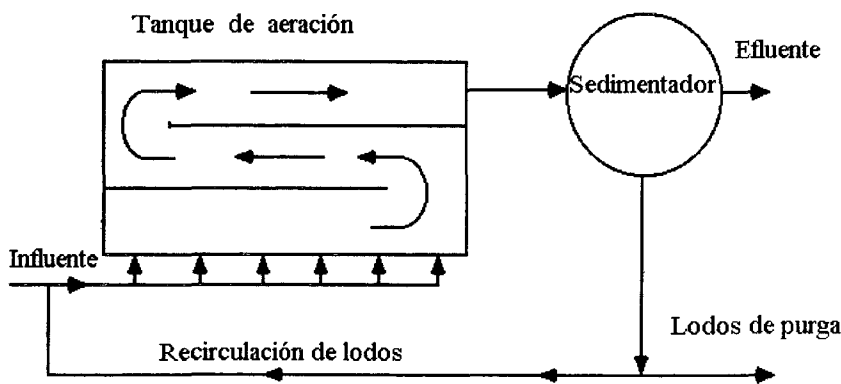 Tanque de aeración
Efluente
Sedimentador
Influente
Lodos de purga
Recirculación de lodos